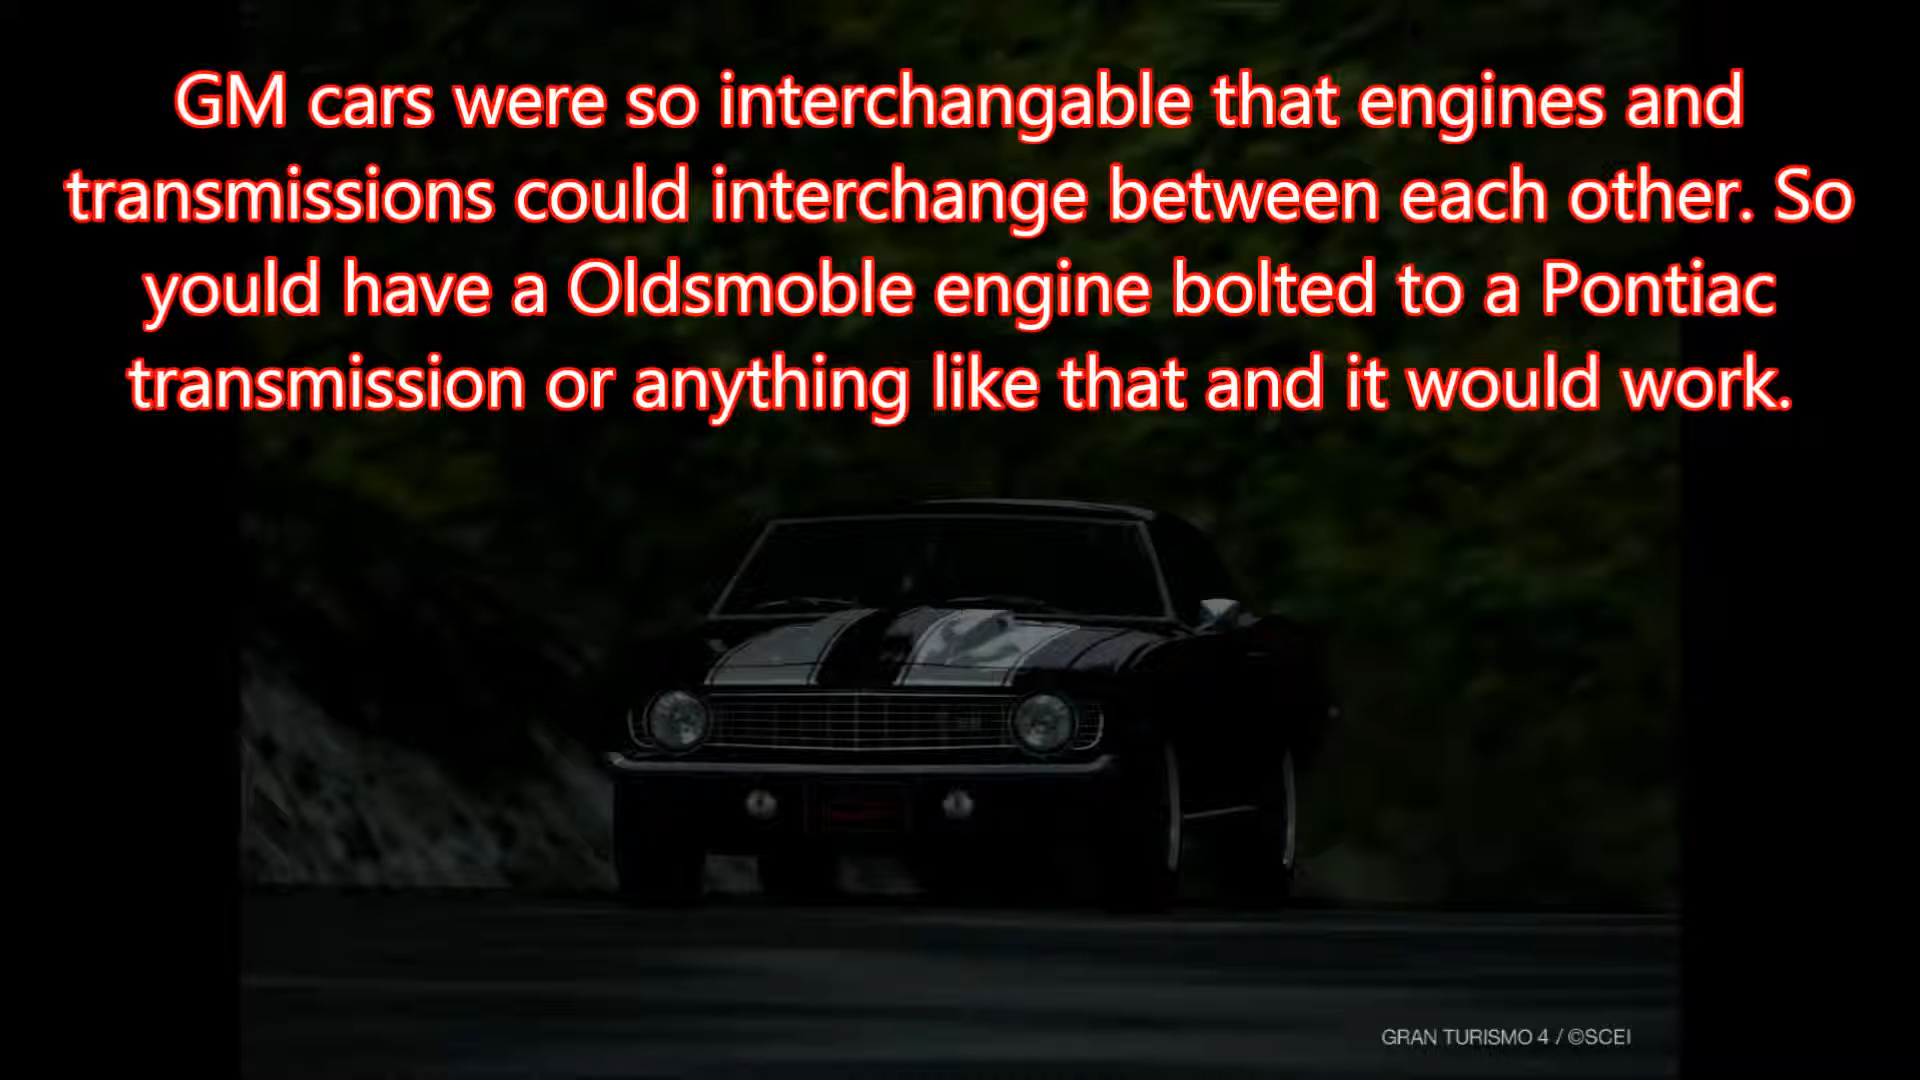 GM cars were so interchangable that engines and
transmissions could interchange between each other. So
yould have a Oldsmoble engine bolted to a Pontiac
transmission or anything like that and it would work.
GRAN TURISMO 4 / ©SCEI